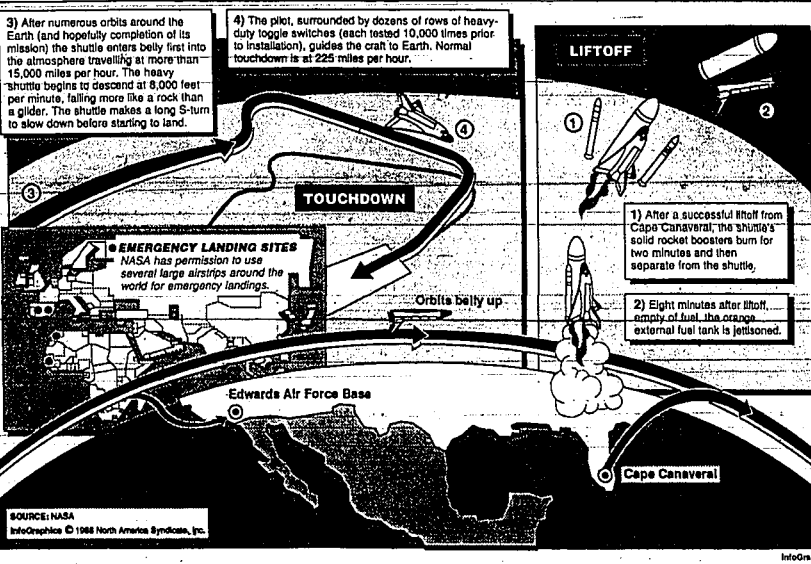 3) After numerous orbits around the
Earth (and hopefully completion of its
mission) the shuttle enters belly first into
the atmosphere travelling at more than
15,000 miles per hour. The heavy
shuttle begins to descend at 8,000 feet
per minute, falling more like a rock than
a glider. The shuttle makes a long S-turn
to slow down before starting to land.
4) The pilot, surrounded by dozens of rows of heavy-
duty toggle switches (each tested 10,000 times prior
to installation), guides the craft to Earth. Normal
touchdown is at 225 miles per hour.
LIFTOFF
2
1
4
3
TOUCHDOWN
EMERGENCY LANDING SITES
NASA has permission to use
several large airstrips around the
world for emergency landings.
1) After a successful liftoff from
Cape Canaveral, the shuttle's
solid rocket boosters burn for
two minutes and then
separate from the shuttle.
2) Eight minutes after liftoff,
empty of fuel, the orange
external fuel tank is jettisoned.
Orbits belly up
Edwards Air Force Base
Cape Canaveral
SOURCE: NASA
InfoGraphics © 1988 North America Syndicate, Inc.
InfoGra